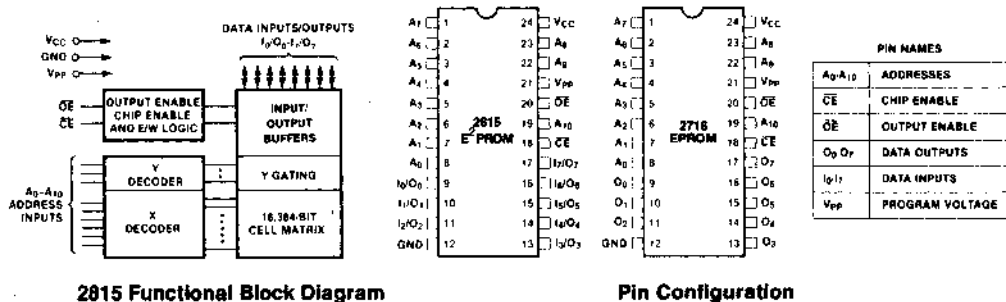 VCC
GND
VPP
DATA INPUTS/OUTPUTS
I0/O0-I7/O7
OE
CE
OUTPUT ENABLE
CHIP ENABLE
AND E/W LOGIC
INPUT/
OUTPUT
BUFFERS
A0-A10
ADDRESS
INPUTS
Y
DECODER
Y GATING
X
DECODER
16,384-BIT
CELL MATRIX
2815 Functional Block Diagram
A7 1 24 VCC
2 23 A8
A5 3 22 A9
A4 4 21 VPP
A3 5 20 OE
A2 6 19 A10
A1 7 18 CE
A0 8 17 I7/O7
I0/O0 9 16 I6/O6
I1/O1 10 15 I5/O5
I2/O2 11 14 I4/O4
GND 12 13 I3/O3
2815
E2PROM
A7 1 24 VCC
A6 2 23 A8
A5 3 22 A9
A4 4 21 VPP
A3 5 20 OE
A2 6 19 A10
A1 7 18 CE
A0 8 17 O7
O0 9 16 O6
O1 10 15 O5
O2 11 14 O4
GND 12 13 O3
2716
EPROM
Pin Configuration
PIN NAMES
A0-A10 ADDRESSES
CE CHIP ENABLE
OE OUTPUT ENABLE
O0-O7 DATA OUTPUTS
I0-I7 DATA INPUTS
VPP PROGRAM VOLTAGE